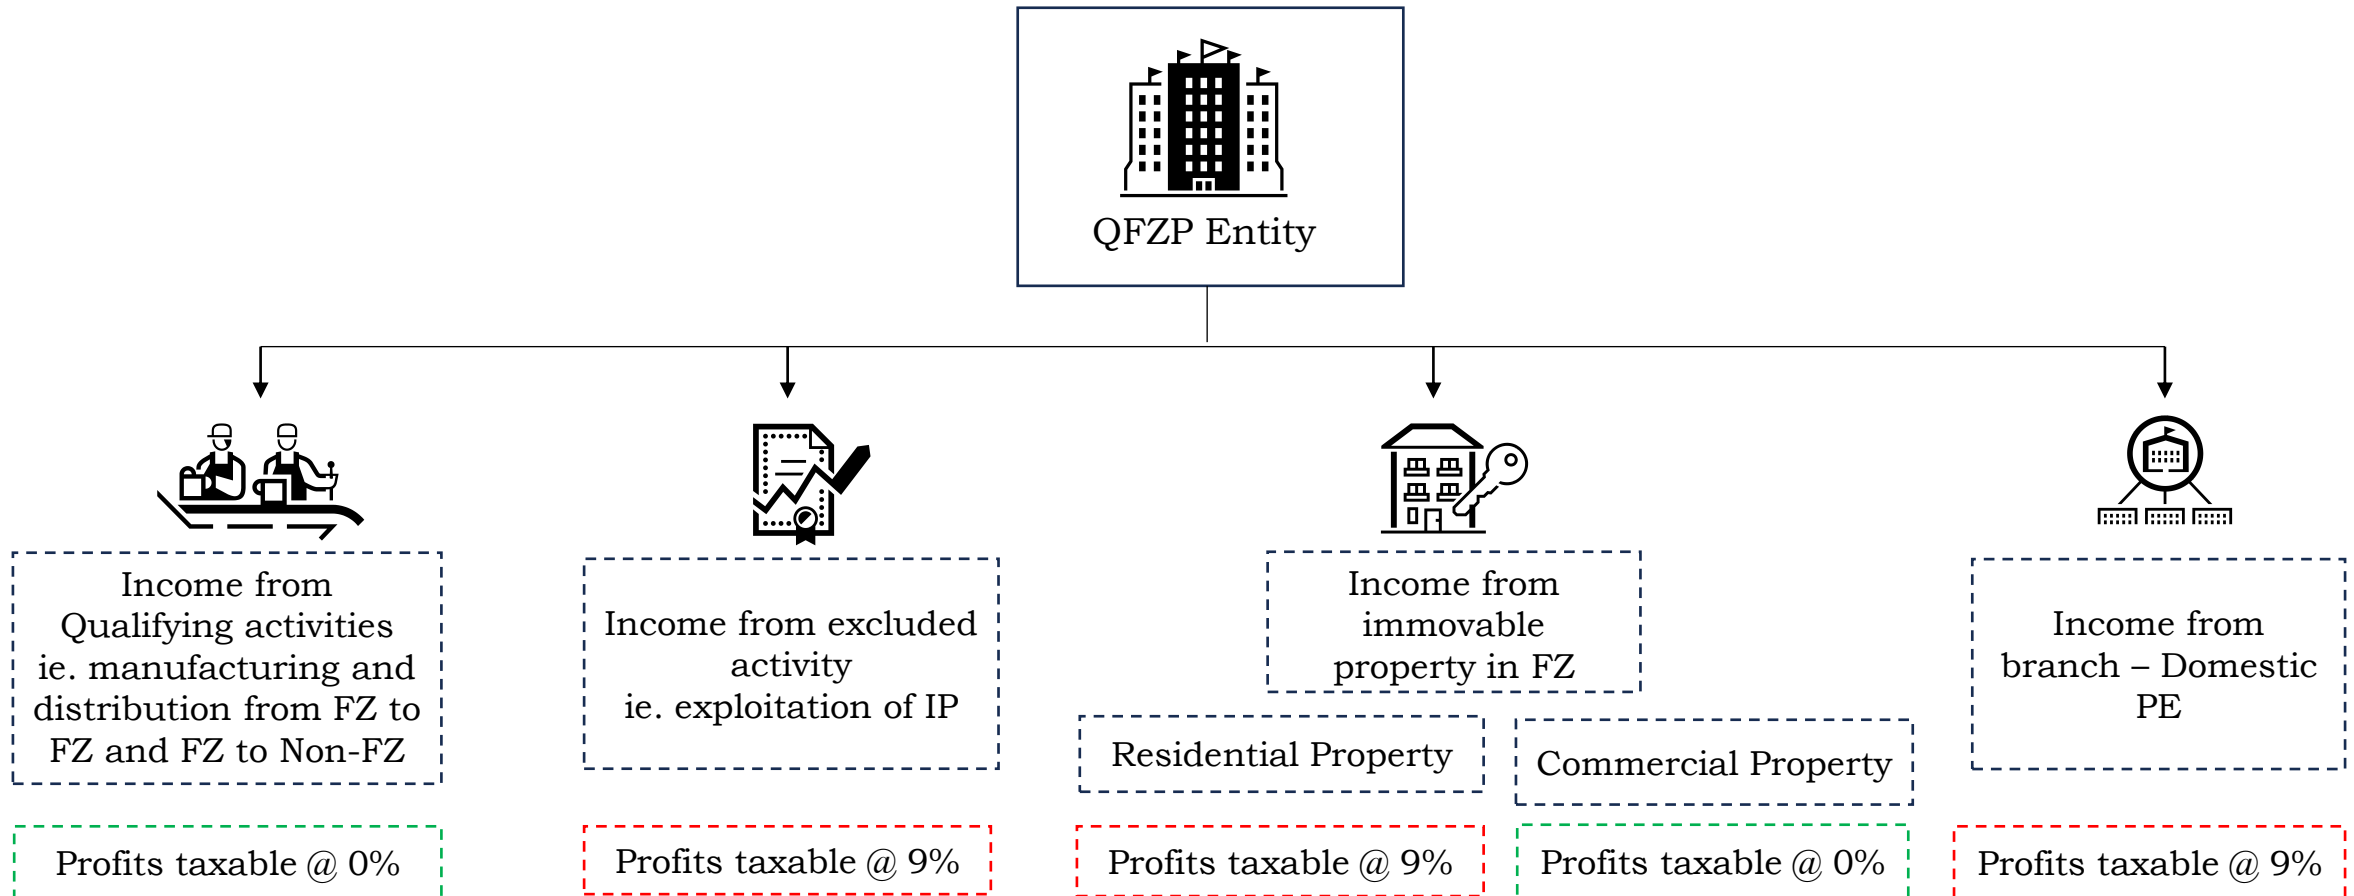 QFZP Entity
Income from
Qualifying activities
ie. manufacturing and
distribution from FZ to
FZ and FZ to Non-FZ
Profits taxable @ 0%
Income from excluded
activity
ie. exploitation of IP
Profits taxable @ 9%
Income from
immovable
property in FZ
Residential Property
Profits taxable @ 9%
Commercial Property
Profits taxable @ 0%
Income from
branch – Domestic
PE
Profits taxable @ 9%